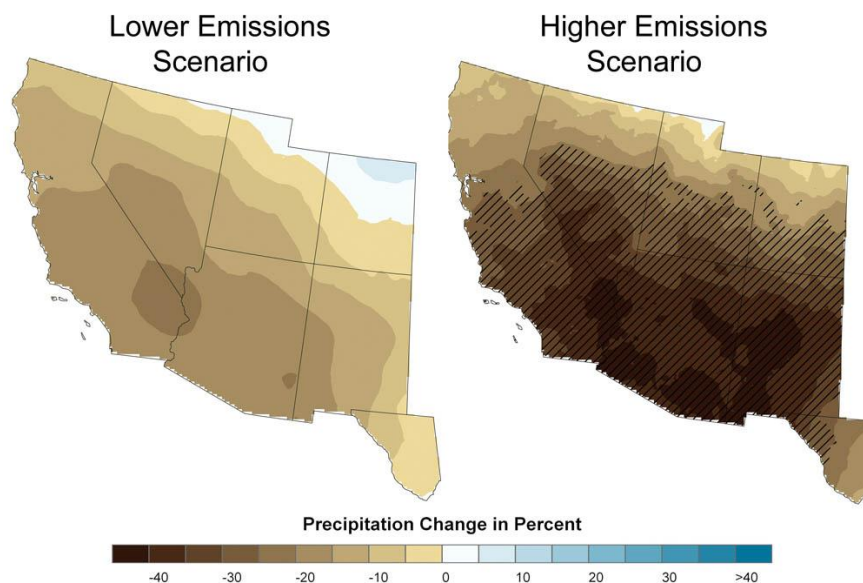 Lower Emissions
Scenario
Higher Emissions
Scenario
Precipitation Change in Percent
-40 -30 -20 -10 0 10 20 30 >40